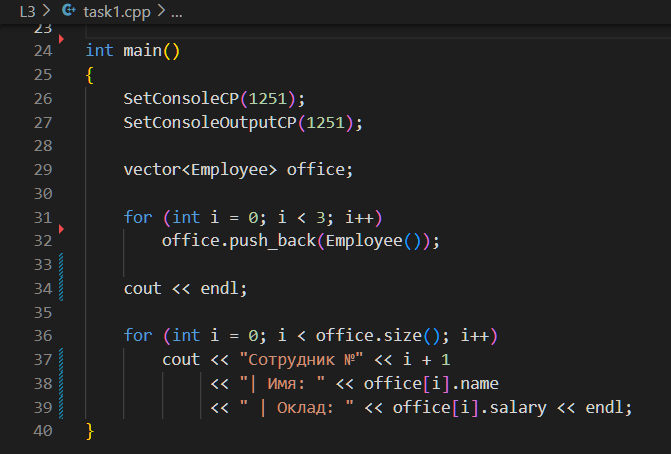 L3 > task1.cpp > ...
23
24 int main()
25 {
26     SetConsoleCP(1251);
27     SetConsoleOutputCP(1251);
28
29     vector<Employee> office;
30
31     for (int i = 0; i < 3; i++)
32         office.push_back(Employee());
33
34     cout << endl;
35
36     for (int i = 0; i < office.size(); i++)
37         cout << "Сотрудник №" << i + 1
38              << "| Имя: " << office[i].name
39              << " | Оклад: " << office[i].salary << endl;
40 }